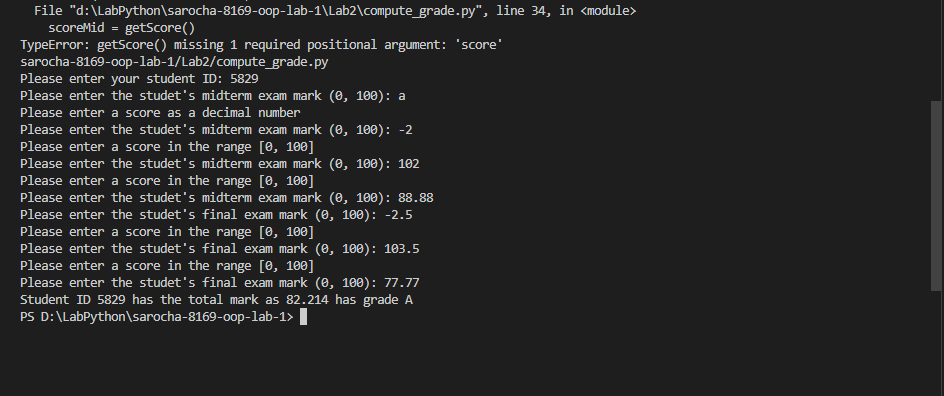 File "d:\LabPython\sarocha-8169-oop-lab-1\Lab2\compute_grade.py", line 34, in <module>
scoreMid = getScore()
TypeError: getScore() missing 1 required positional argument: 'score'
sarocha-8169-oop-lab-1/Lab2/compute_grade.py
Please enter your student ID: 5829
Please enter the studet's midterm exam mark (0, 100): a
Please enter a score as a decimal number
Please enter the studet's midterm exam mark (0, 100): -2
Please enter a score in the range [0, 100]
Please enter the studet's midterm exam mark (0, 100): 102
Please enter a score in the range [0, 100]
Please enter the studet's midterm exam mark (0, 100): 88.88
Please enter the studet's final exam mark (0, 100): -2.5
Please enter a score in the range [0, 100]
Please enter the studet's final exam mark (0, 100): 103.5
Please enter a score in the range [0, 100]
Please enter the studet's final exam mark (0, 100): 77.77
Student ID 5829 has the total mark as 82.214 has grade A
PS D:\LabPython\sarocha-8169-oop-lab-1>